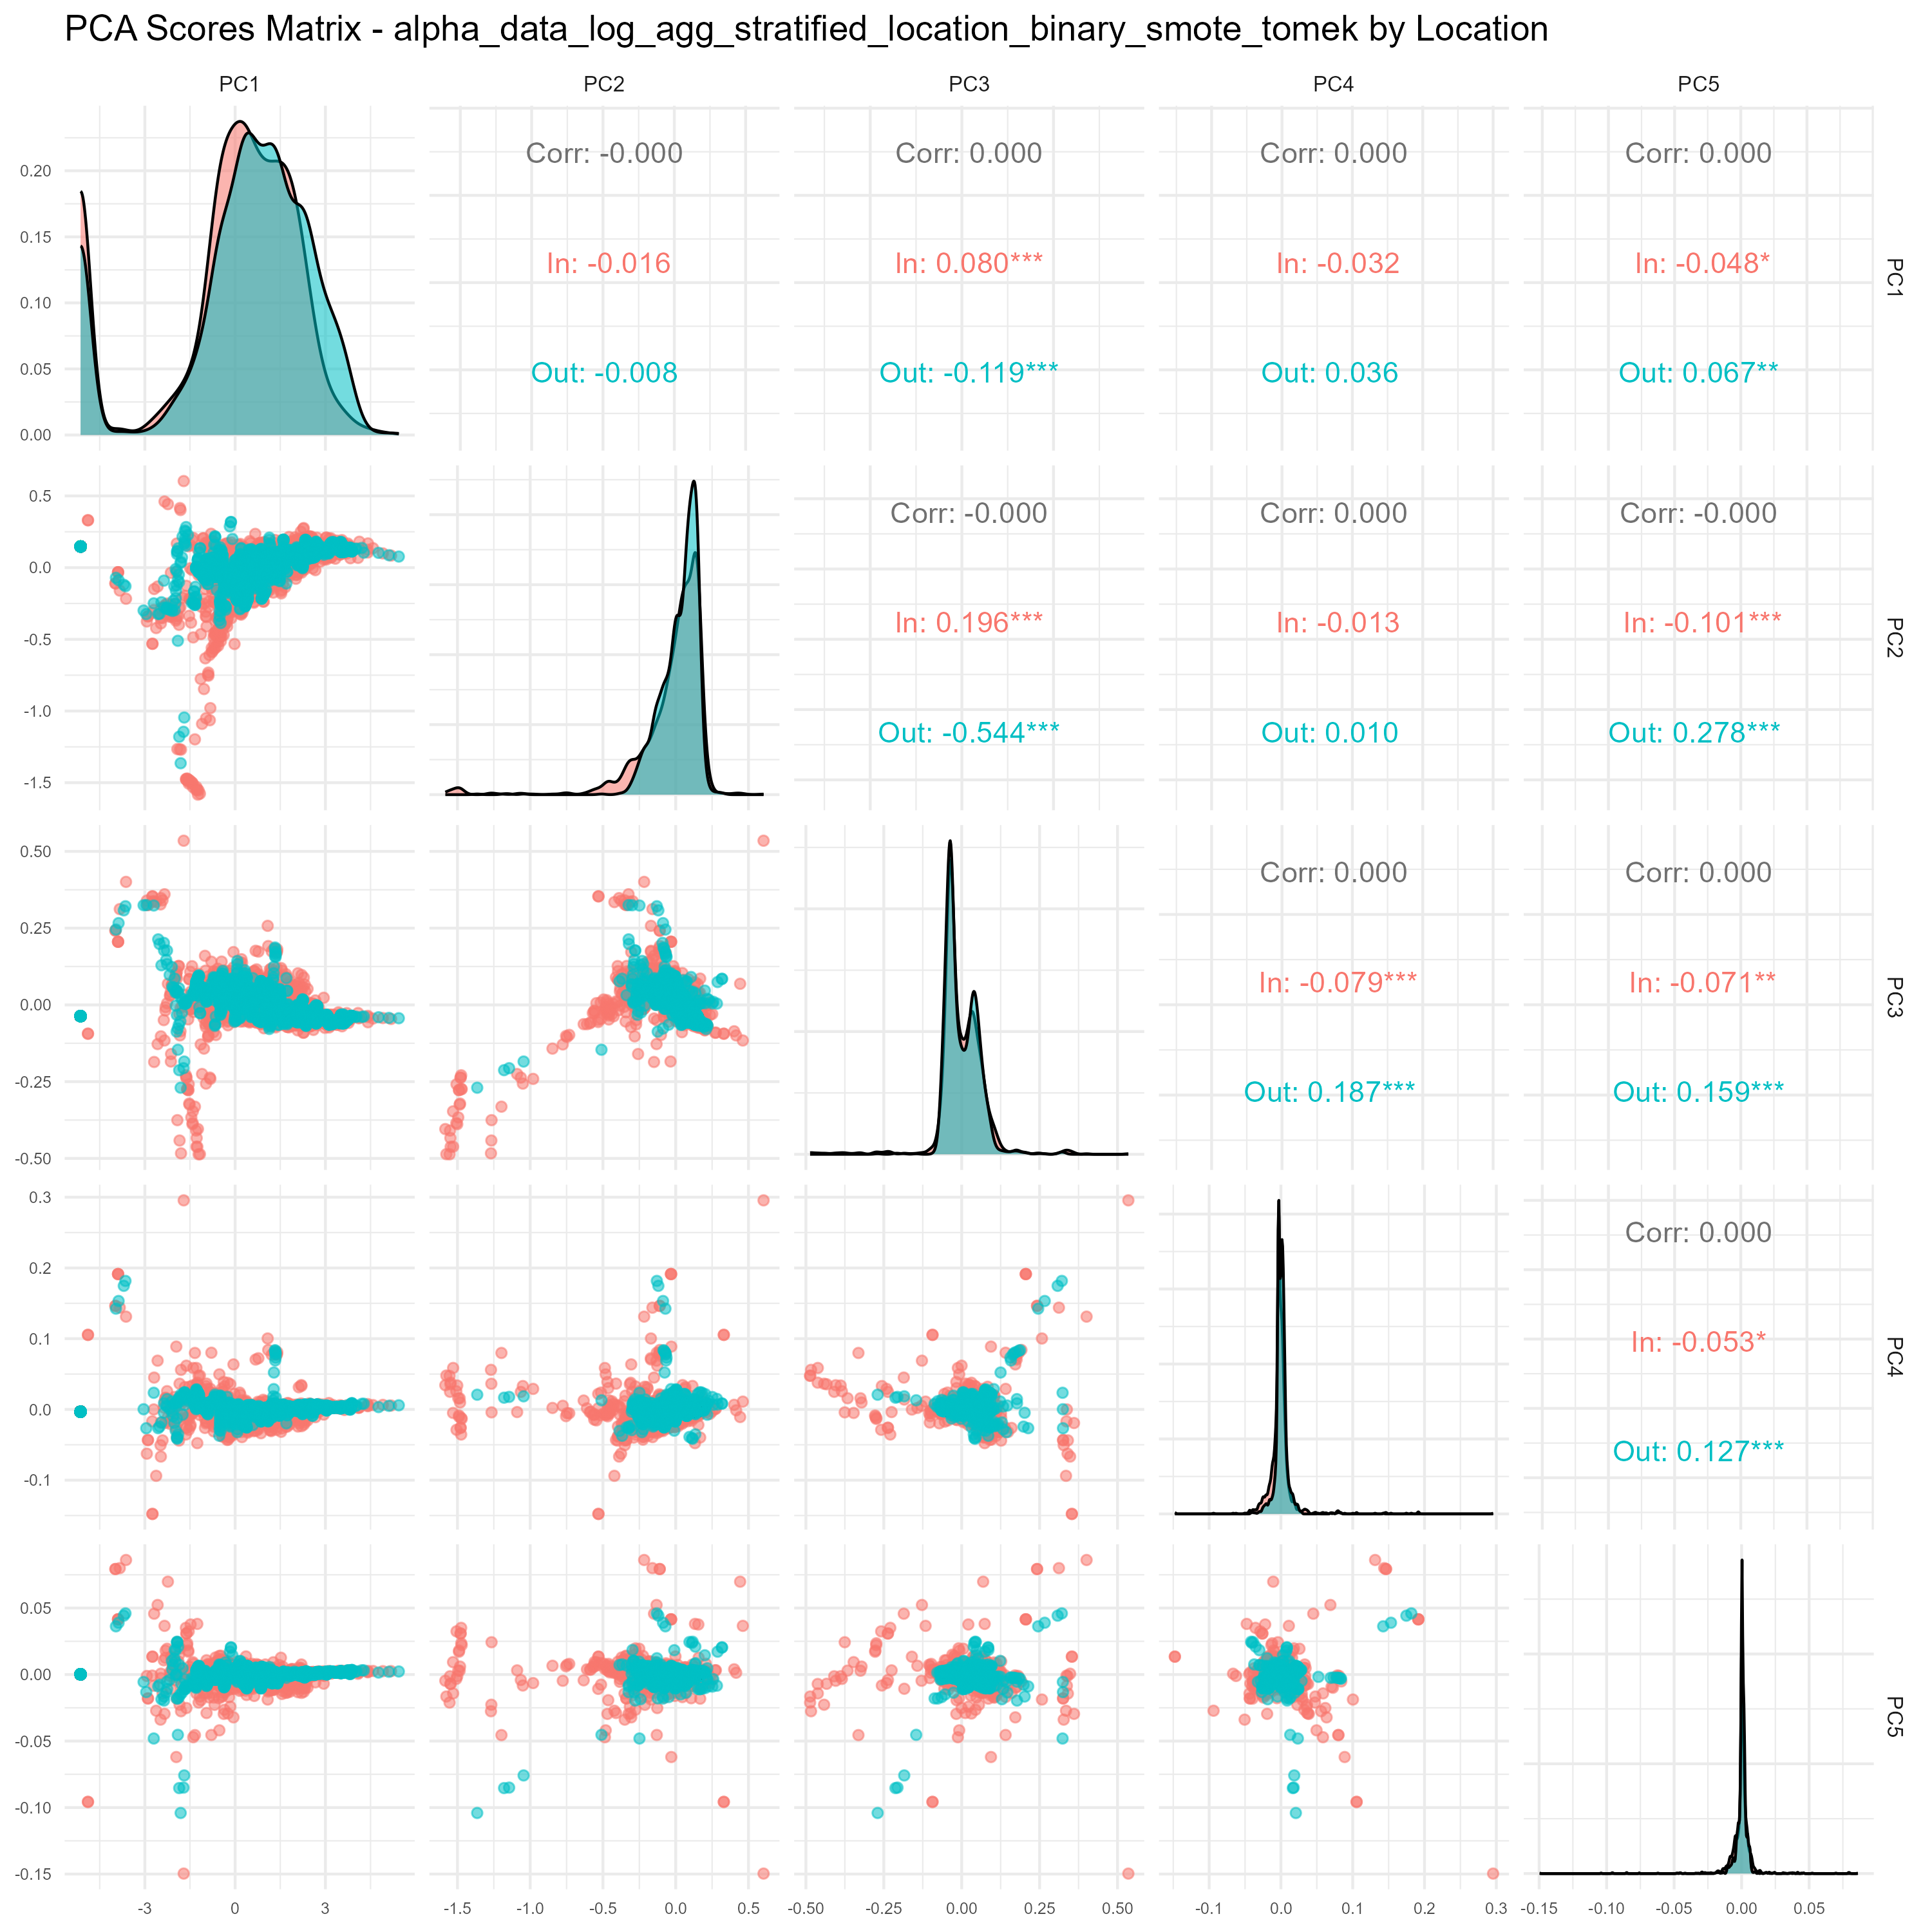 PCA Scores Matrix - alpha_data_log_agg_stratified_location_binary_smote_tomek by Location
PC1 PC2 PC3 PC4 PC5
0.20
0.15
0.10
0.05
0.00
Corr: -0.000
In: -0.016
Out: -0.008
Corr: 0.000
In: 0.080***
Out: -0.119***
Corr: 0.000
In: -0.032
Out: 0.036
Corr: 0.000
In: -0.048*
Out: 0.067**
PC1
0.5
0.0
-0.5
-1.0
-1.5
Corr: -0.000
In: 0.196***
Out: -0.544***
Corr: 0.000
In: -0.013
Out: 0.010
Corr: -0.000
In: -0.101***
Out: 0.278***
PC2
0.50
0.25
0.00
-0.25
-0.50
Corr: 0.000
In: -0.079***
Out: 0.187***
Corr: 0.000
In: -0.071**
Out: 0.159***
PC3
0.3
0.2
0.1
0.0
-0.1
Corr: 0.000
In: -0.053*
Out: 0.127***
PC4
0.05
0.00
-0.05
-0.10
-0.15
PC5
-3 0 3
-1.5 -1.0 -0.5 0.0 0.5
-0.50 -0.25 0.00 0.25 0.50
-0.1 0.0 0.1 0.2 0.3
-0.15 -0.10 -0.05 0.00 0.05